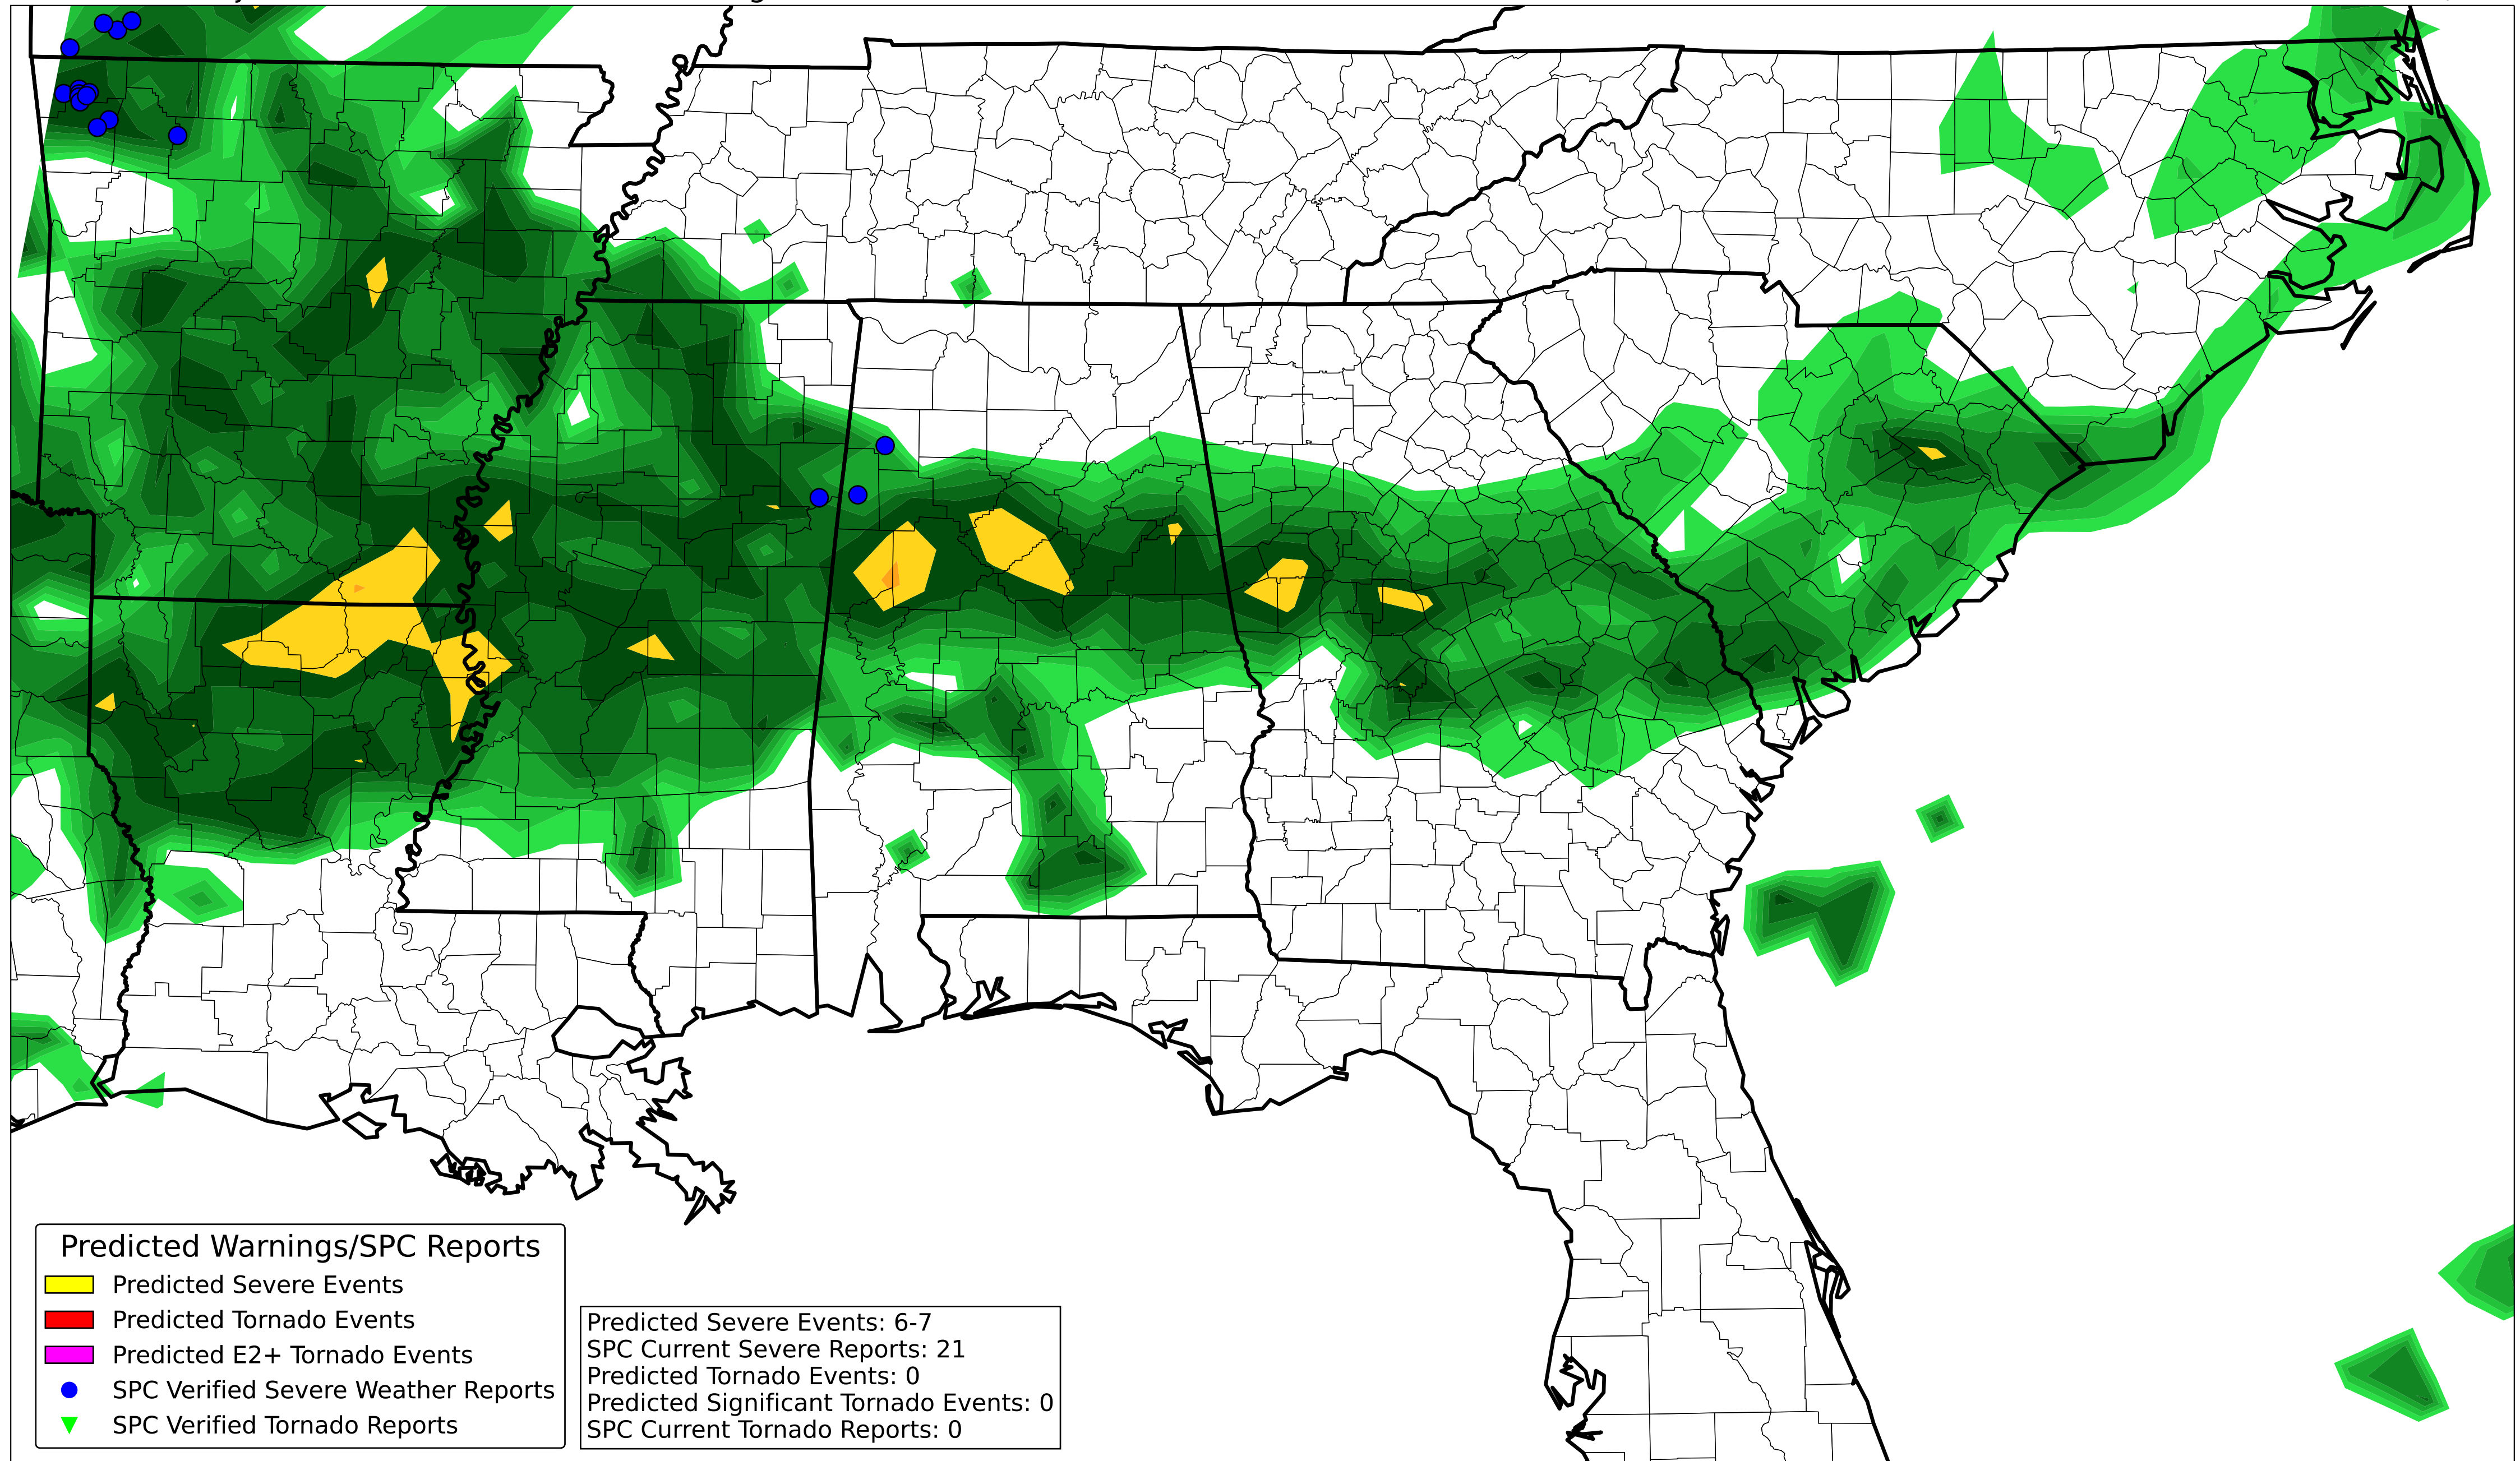 Predicted Warnings/SPC Reports
Predicted Severe Events
Predicted Tornado Events
Predicted E2+ Tornado Events
SPC Verified Severe Weather Reports
SPC Verified Tornado Reports
Predicted Severe Events: 6-7
SPC Current Severe Reports: 21
Predicted Tornado Events: 0
Predicted Significant Tornado Events: 0
SPC Current Tornado Reports: 0